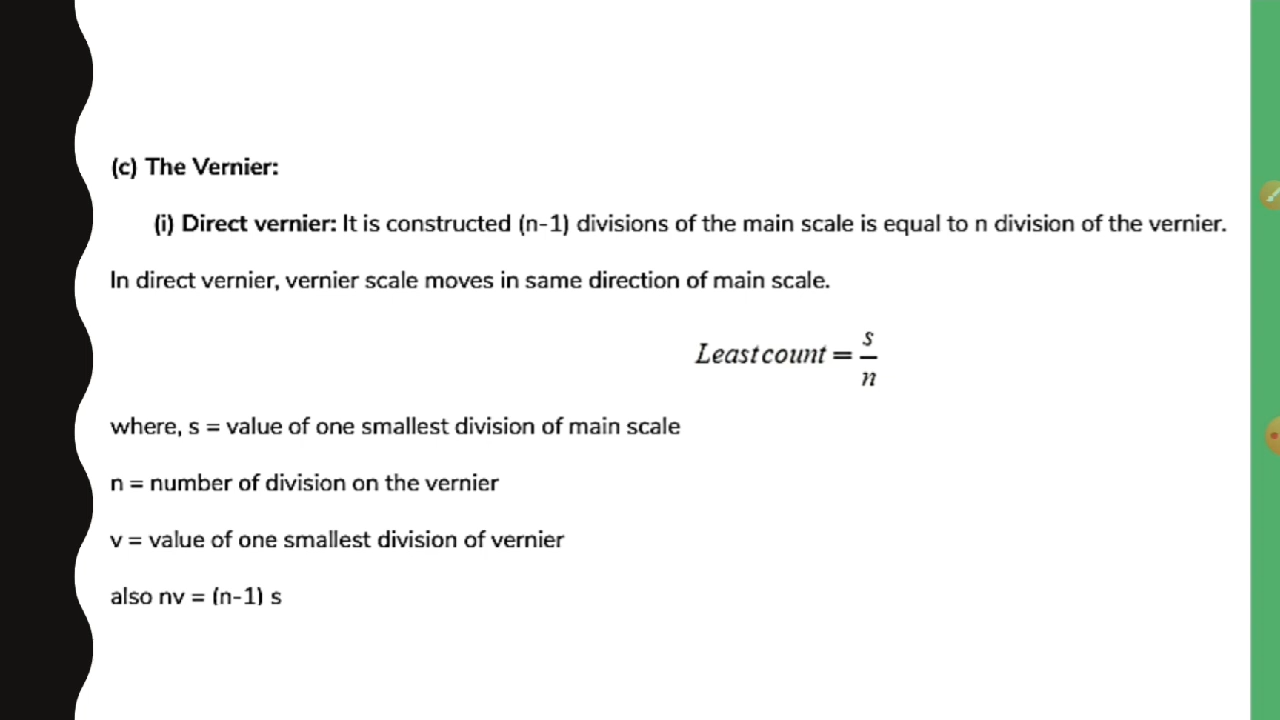 (c) The Vernier:
(i) Direct vernier: It is constructed (n-1) divisions of the main scale is equal to n division of the vernier.
In direct vernier, vernier scale moves in same direction of main scale.
Least count = s/n
where, s = value of one smallest division of main scale
n = number of division on the vernier
v = value of one smallest division of vernier
also nv = (n-1) s